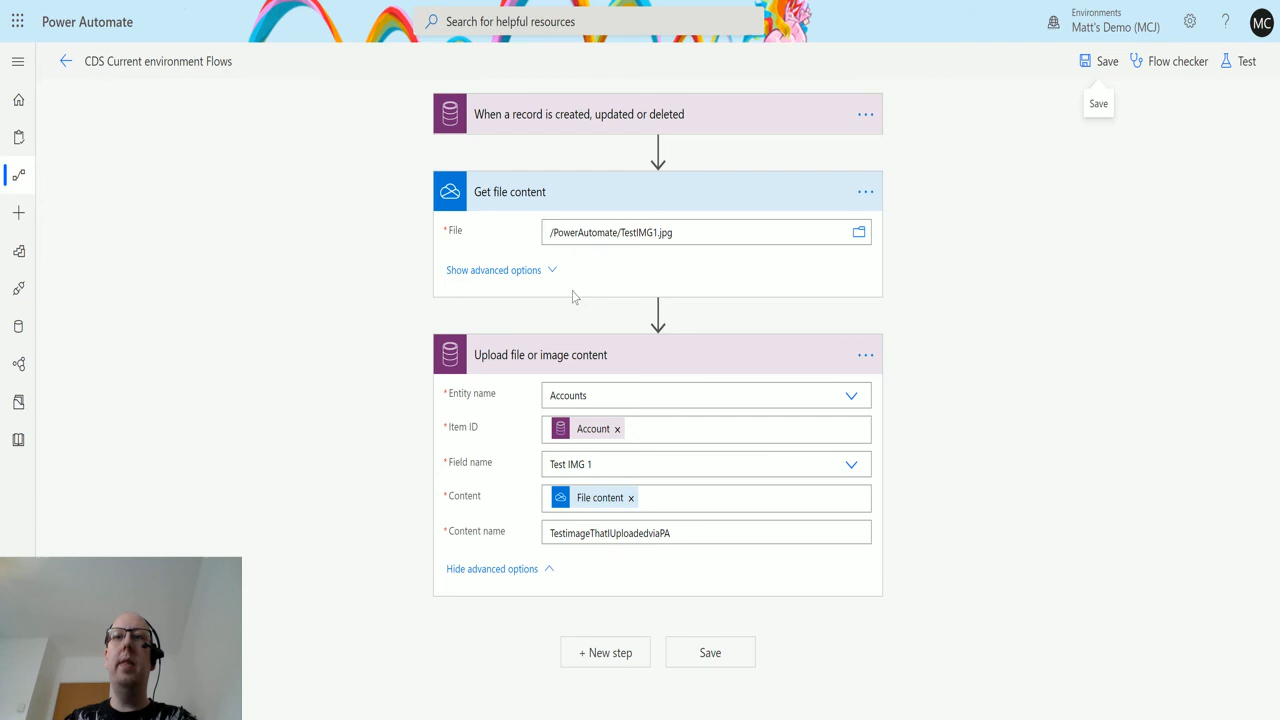 Power Automate
Search for helpful resources
Environments
Matt's Demo (MCJ)
?
MC
CDS Current environment Flows
Save
Flow checker
Test
Save
When a record is created, updated or deleted
...
Get file content
...
* File
/PowerAutomate/TestIMG1.jpg
Show advanced options
Upload file or image content
...
* Entity name
Accounts
* Item ID
Account x
* Field name
Test IMG 1
* Content
File content x
* Content name
TestimageThatIUploadedviaPA
Hide advanced options
+ New step
Save